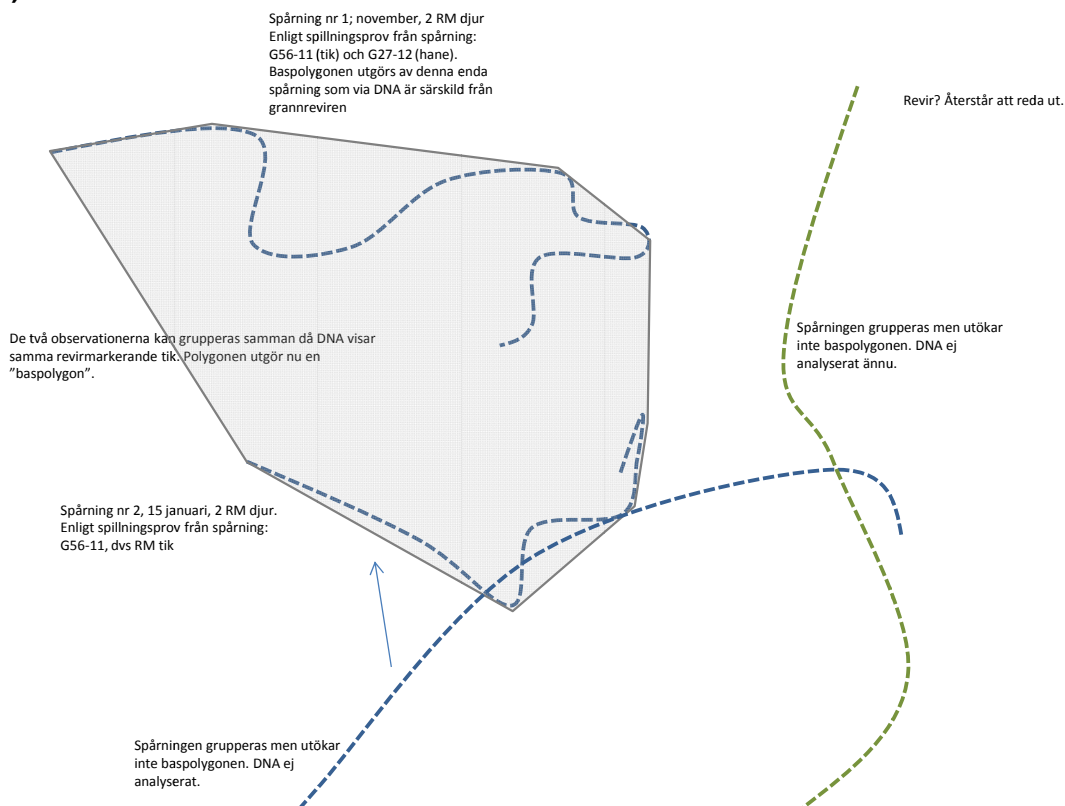 Spårning nr 1; november, 2 RM djur
Enligt spillningsprov från spårning:
G56-11 (tik) och G27-12 (hane).
Baspolygonen utgörs av denna enda
spårning som via DNA är särskild från
grannreviren
Revir? Återstår att reda ut.
De två observationerna kan grupperas samman då DNA visar
samma revirmarkerande tik. Polygonen utgör nu en
”baspolygon”.
Spårningen grupperas men utökar
inte baspolygonen. DNA ej
analyserat ännu.
Spårning nr 2, 15 januari, 2 RM djur.
Enligt spillningsprov från spårning:
G56-11, dvs RM tik
Spårningen grupperas men utökar
inte baspolygonen. DNA ej
analyserat.